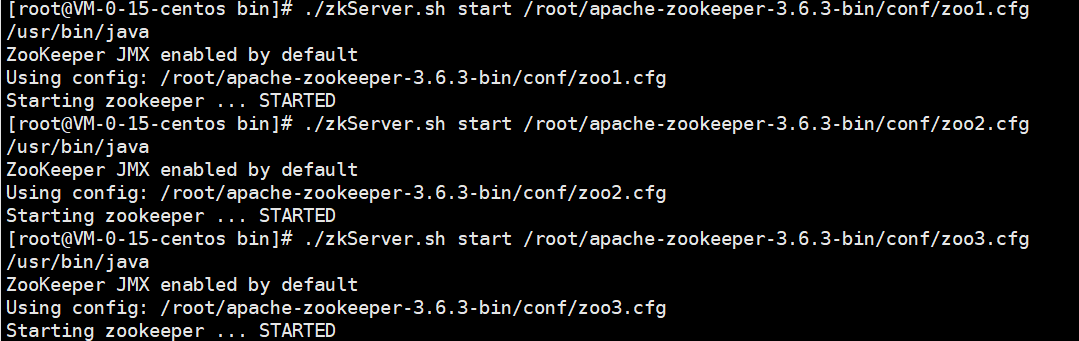 [root@VM-0-15-centos bin]# ./zkServer.sh start /root/apache-zookeeper-3.6.3-bin/conf/zoo1.cfg
/usr/bin/java
ZooKeeper JMX enabled by default
Using config: /root/apache-zookeeper-3.6.3-bin/conf/zoo1.cfg
Starting zookeeper ... STARTED
[root@VM-0-15-centos bin]# ./zkServer.sh start /root/apache-zookeeper-3.6.3-bin/conf/zoo2.cfg
/usr/bin/java
ZooKeeper JMX enabled by default
Using config: /root/apache-zookeeper-3.6.3-bin/conf/zoo2.cfg
Starting zookeeper ... STARTED
[root@VM-0-15-centos bin]# ./zkServer.sh start /root/apache-zookeeper-3.6.3-bin/conf/zoo3.cfg
/usr/bin/java
ZooKeeper JMX enabled by default
Using config: /root/apache-zookeeper-3.6.3-bin/conf/zoo3.cfg
Starting zookeeper ... STARTED